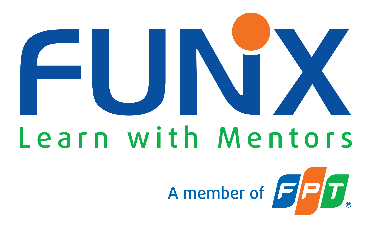 FUNiX
Learn with Mentors
A member of FPT®